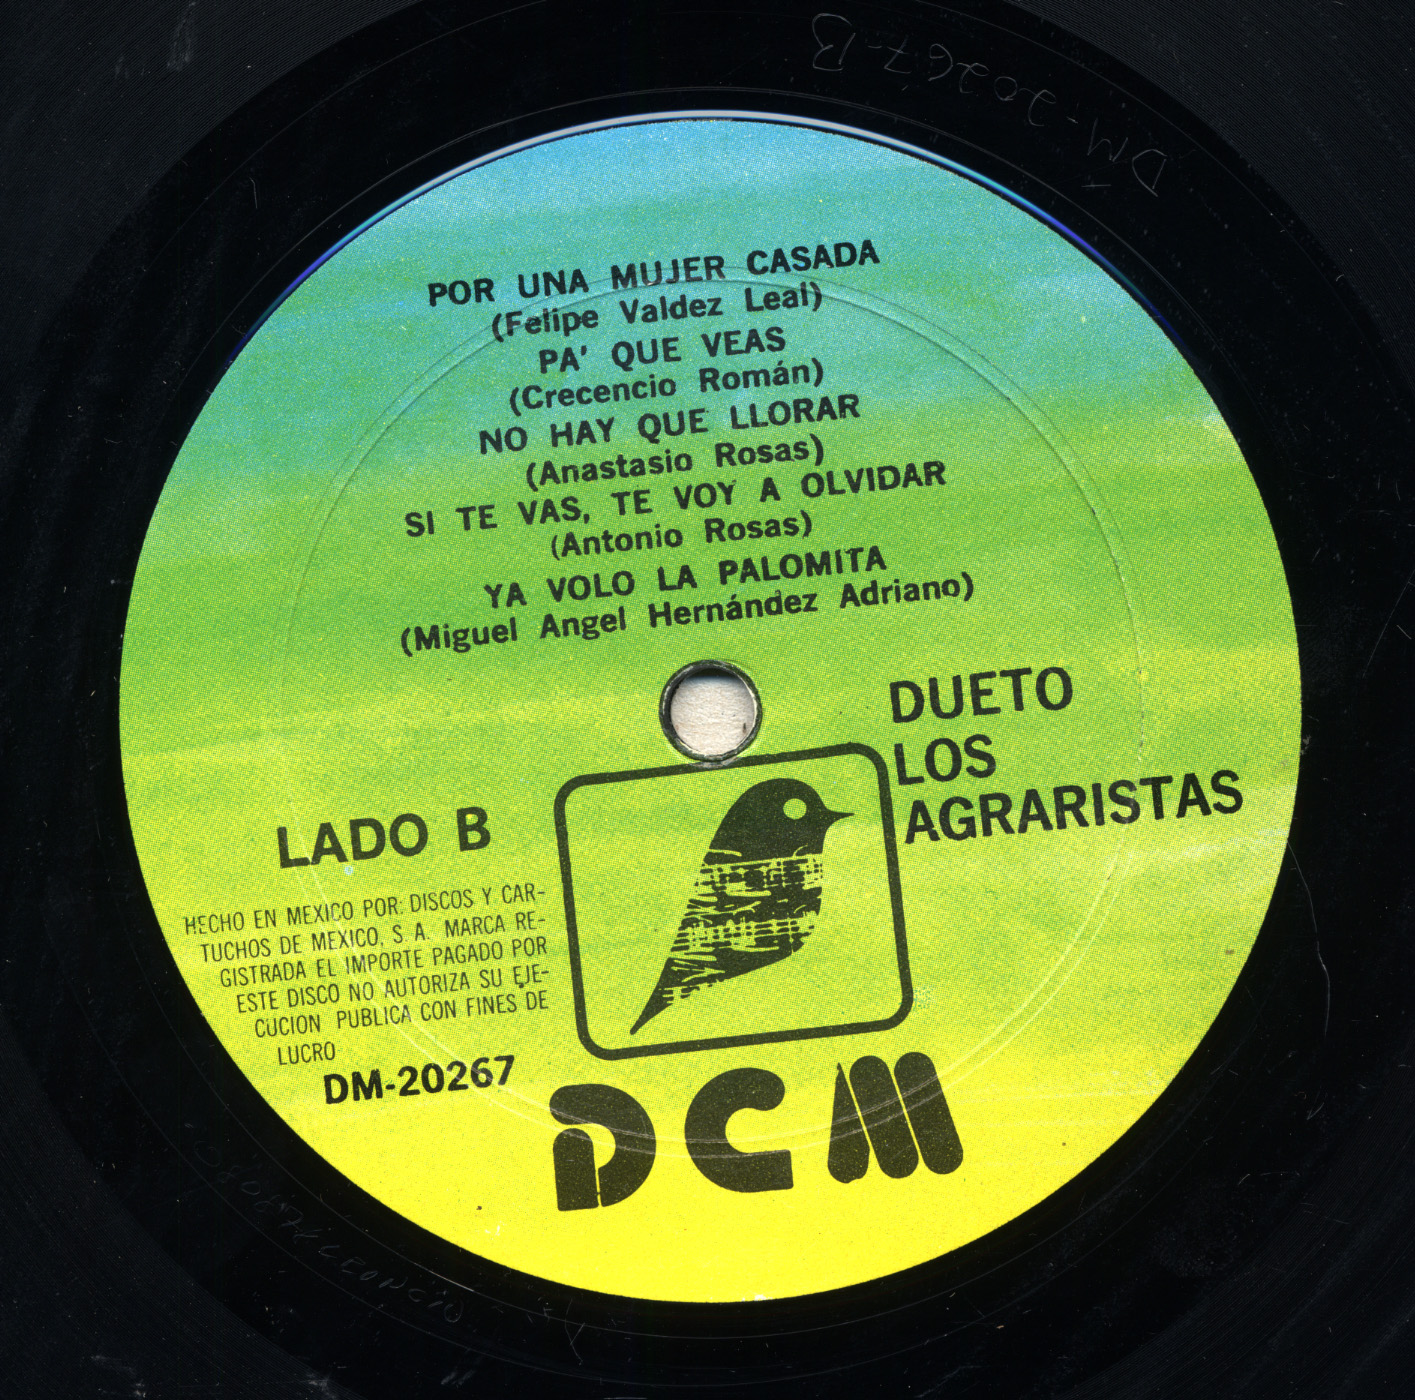 DM-20267-B
POR UNA MUJER CASADA
(Felipe Valdez Leal)
PA' QUE VEAS
(Crecencio Román)
NO HAY QUE LLORAR
(Anastasio Rosas)
SI TE VAS, TE VOY A OLVIDAR
(Antonio Rosas)
YA VOLO LA PALOMITA
(Miguel Angel Hernández Adriano)
DUETO
LOS
AGRARISTAS
LADO B
HECHO EN MEXICO POR: DISCOS Y CAR-
TUCHOS DE MEXICO, S. A. MARCA RE-
GISTRADA EL IMPORTE PAGADO POR
ESTE DISCO NO AUTORIZA SU EJE-
CUCION PUBLICA CON FINES DE
LUCRO
DM-20267
DCM